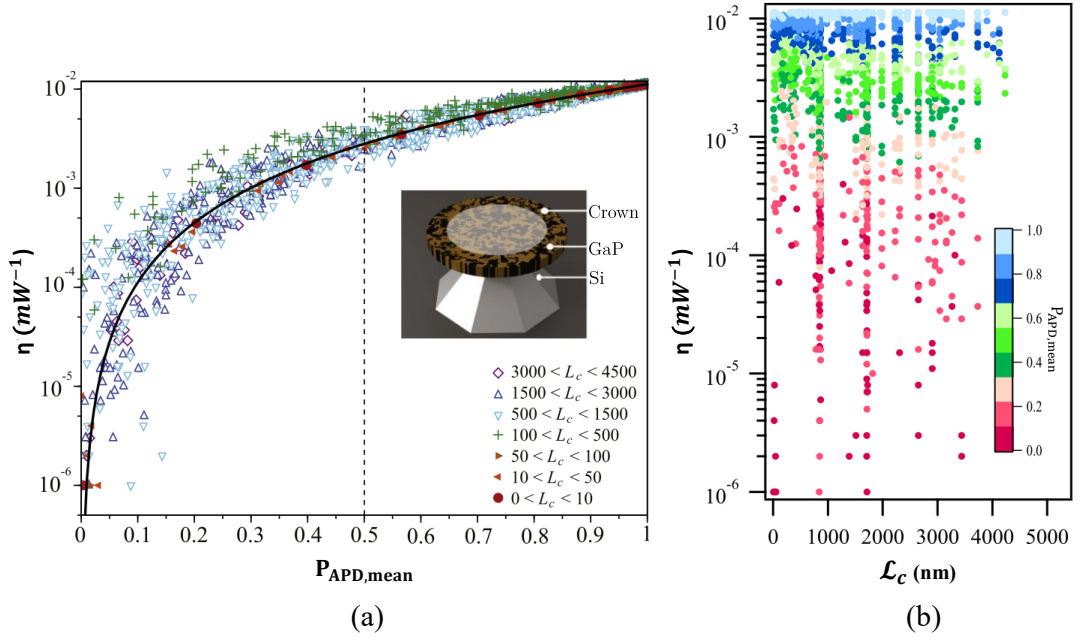 10⁻²
10⁻³
10⁻⁴
10⁻⁵
10⁻⁶
η (mW⁻¹)
Crown
GaP
Si
3000 < L_c < 4500
1500 < L_c < 3000
500 < L_c < 1500
100 < L_c < 500
50 < L_c < 100
10 < L_c < 50
0 < L_c < 10
0 0.1 0.2 0.3 0.4 0.5 0.6 0.7 0.8 0.9 1
P_APD,mean
(a)
10⁻²
10⁻³
10⁻⁴
10⁻⁵
10⁻⁶
η (mW⁻¹)
1.0
0.8
0.6
0.4
0.2
0.0
P_APD,mean
0 1000 2000 3000 4000 5000
ℒ_c (nm)
(b)